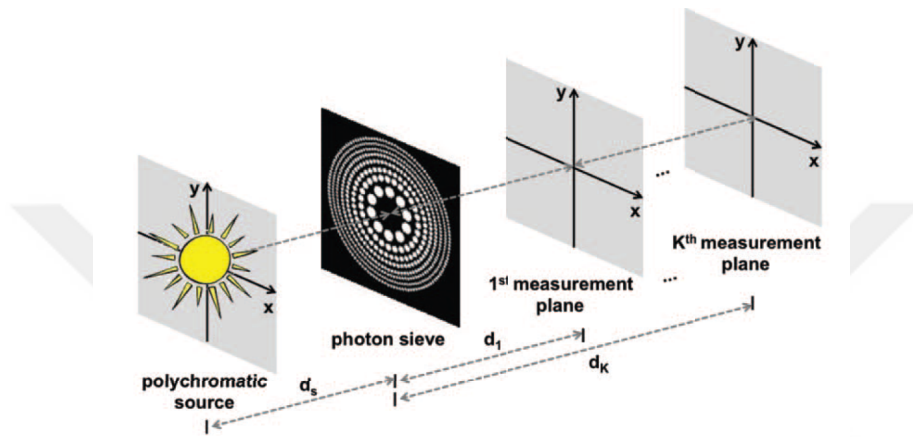 y
x
polychromatic
source
photon sieve
y
x
1st measurement
plane
...
...
y
x
Kth measurement
plane
ds
d1
dK